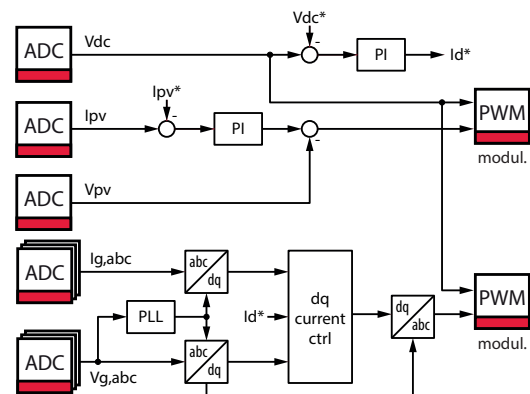 Vdc*
ADC
Vdc
-
PI
Id*
Ipv*
ADC
Ipv
-
PI
-
PWM
modul.
ADC
Vpv
ADC
Ig,abc
abc
dq
dq
current
ctrl
PLL
Id*
dq
abc
PWM
modul.
ADC
Vg,abc
abc
dq